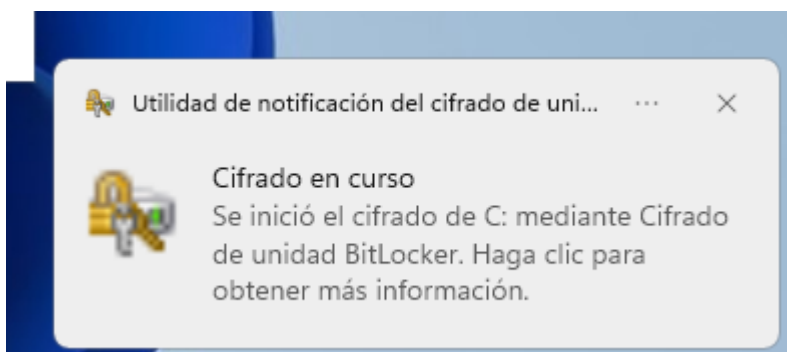 Utilidad de notificación del cifrado de uni...
Cifrado en curso
Se inició el cifrado de C: mediante Cifrado
de unidad BitLocker. Haga clic para
obtener más información.